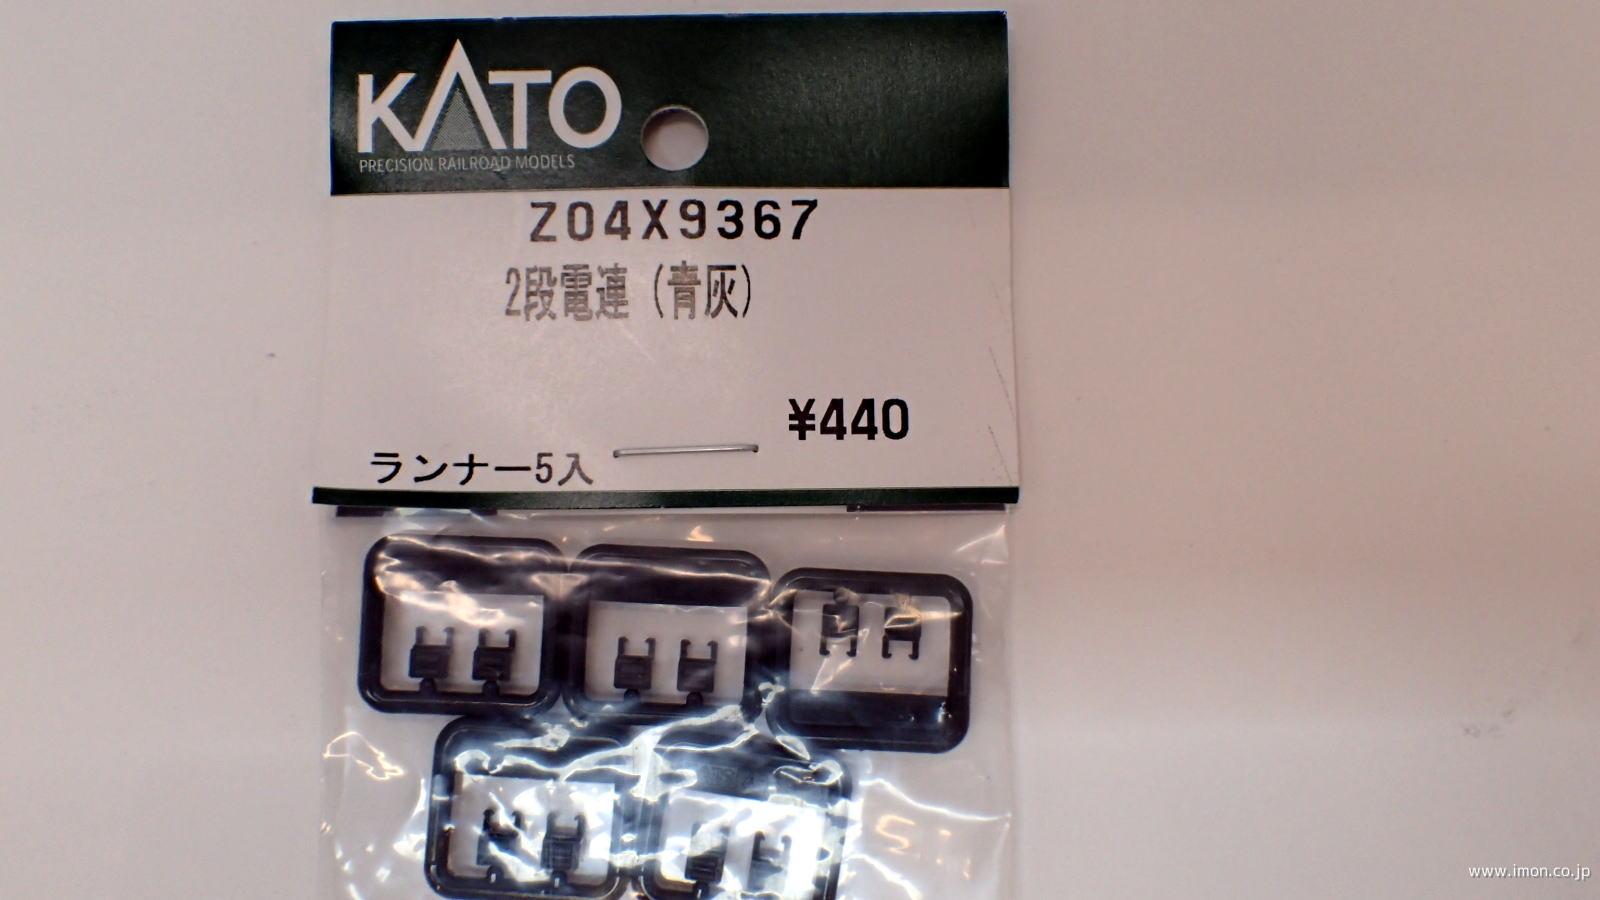 KATO
PRECISION RAILROAD MODELS
Z04X9367
2段電連（青灰）
¥440
ランナー5入
www.imon.co.jp